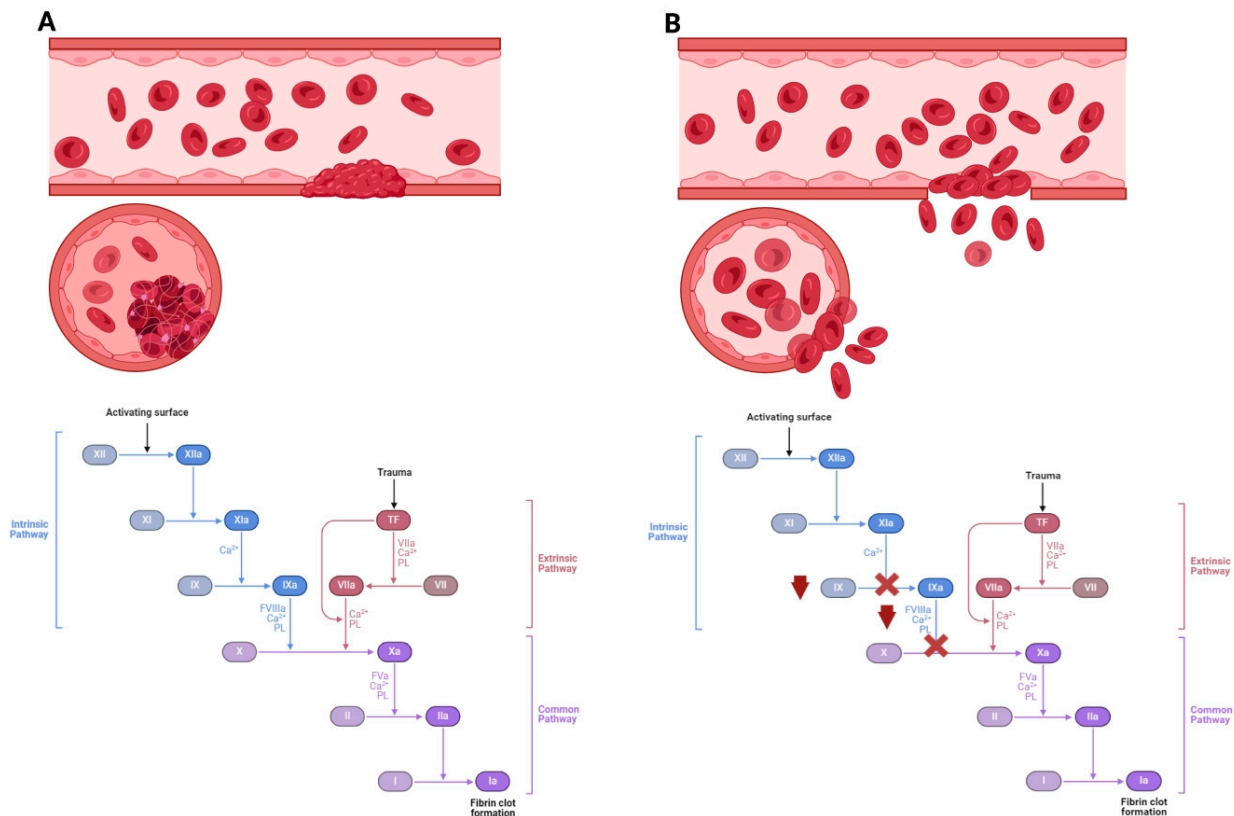 A
B
Activating surface
XII
XIIa
Trauma
XI
XIa
TF
Intrinsic
Pathway
Ca²⁺
VIIa
Ca²⁺
PL
Extrinsic
Pathway
IX
IXa
VIIa
VII
FVIIIa
Ca²⁺
PL
Ca²⁺
PL
X
Xa
FVa
Ca²⁺
PL
II
IIa
Common
Pathway
I
Ia
Fibrin clot
formation
Activating surface
XII
XIIa
Trauma
XI
XIa
TF
Intrinsic
Pathway
Ca²⁺
VIIa
Ca²⁺
PL
Extrinsic
Pathway
IX
IXa
VIIa
VII
FVIIIa
Ca²⁺
PL
Ca²⁺
PL
X
Xa
FVa
Ca²⁺
PL
II
IIa
Common
Pathway
I
Ia
Fibrin clot
formation